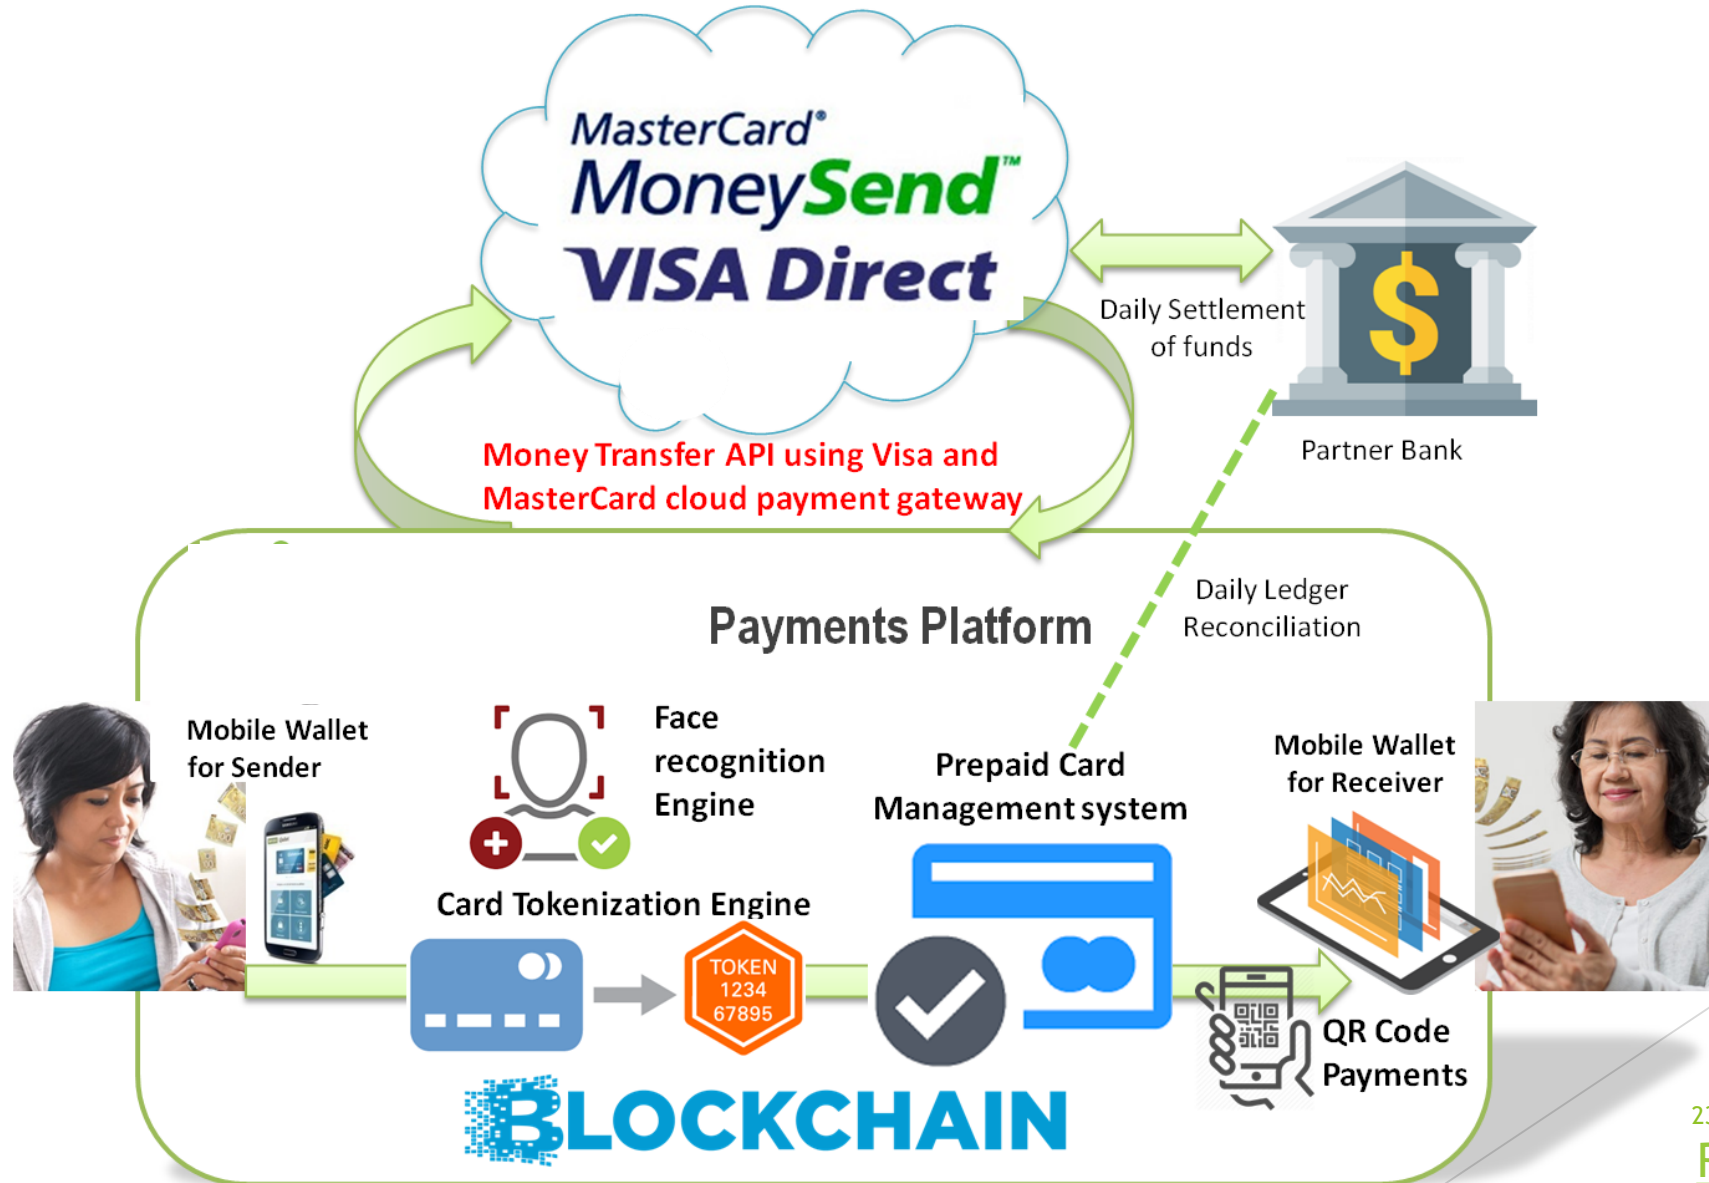 MasterCard®
MoneySend™
VISA Direct
Daily Settlement
of funds
Partner Bank
Money Transfer API using Visa and
MasterCard cloud payment gateway
Daily Ledger
Reconciliation
Payments Platform
Mobile Wallet
for Sender
Face
recognition
Engine
Prepaid Card
Management system
Mobile Wallet
for Receiver
Card Tokenization Engine
TOKEN
1234
67895
QR Code
Payments
BLOCKCHAIN